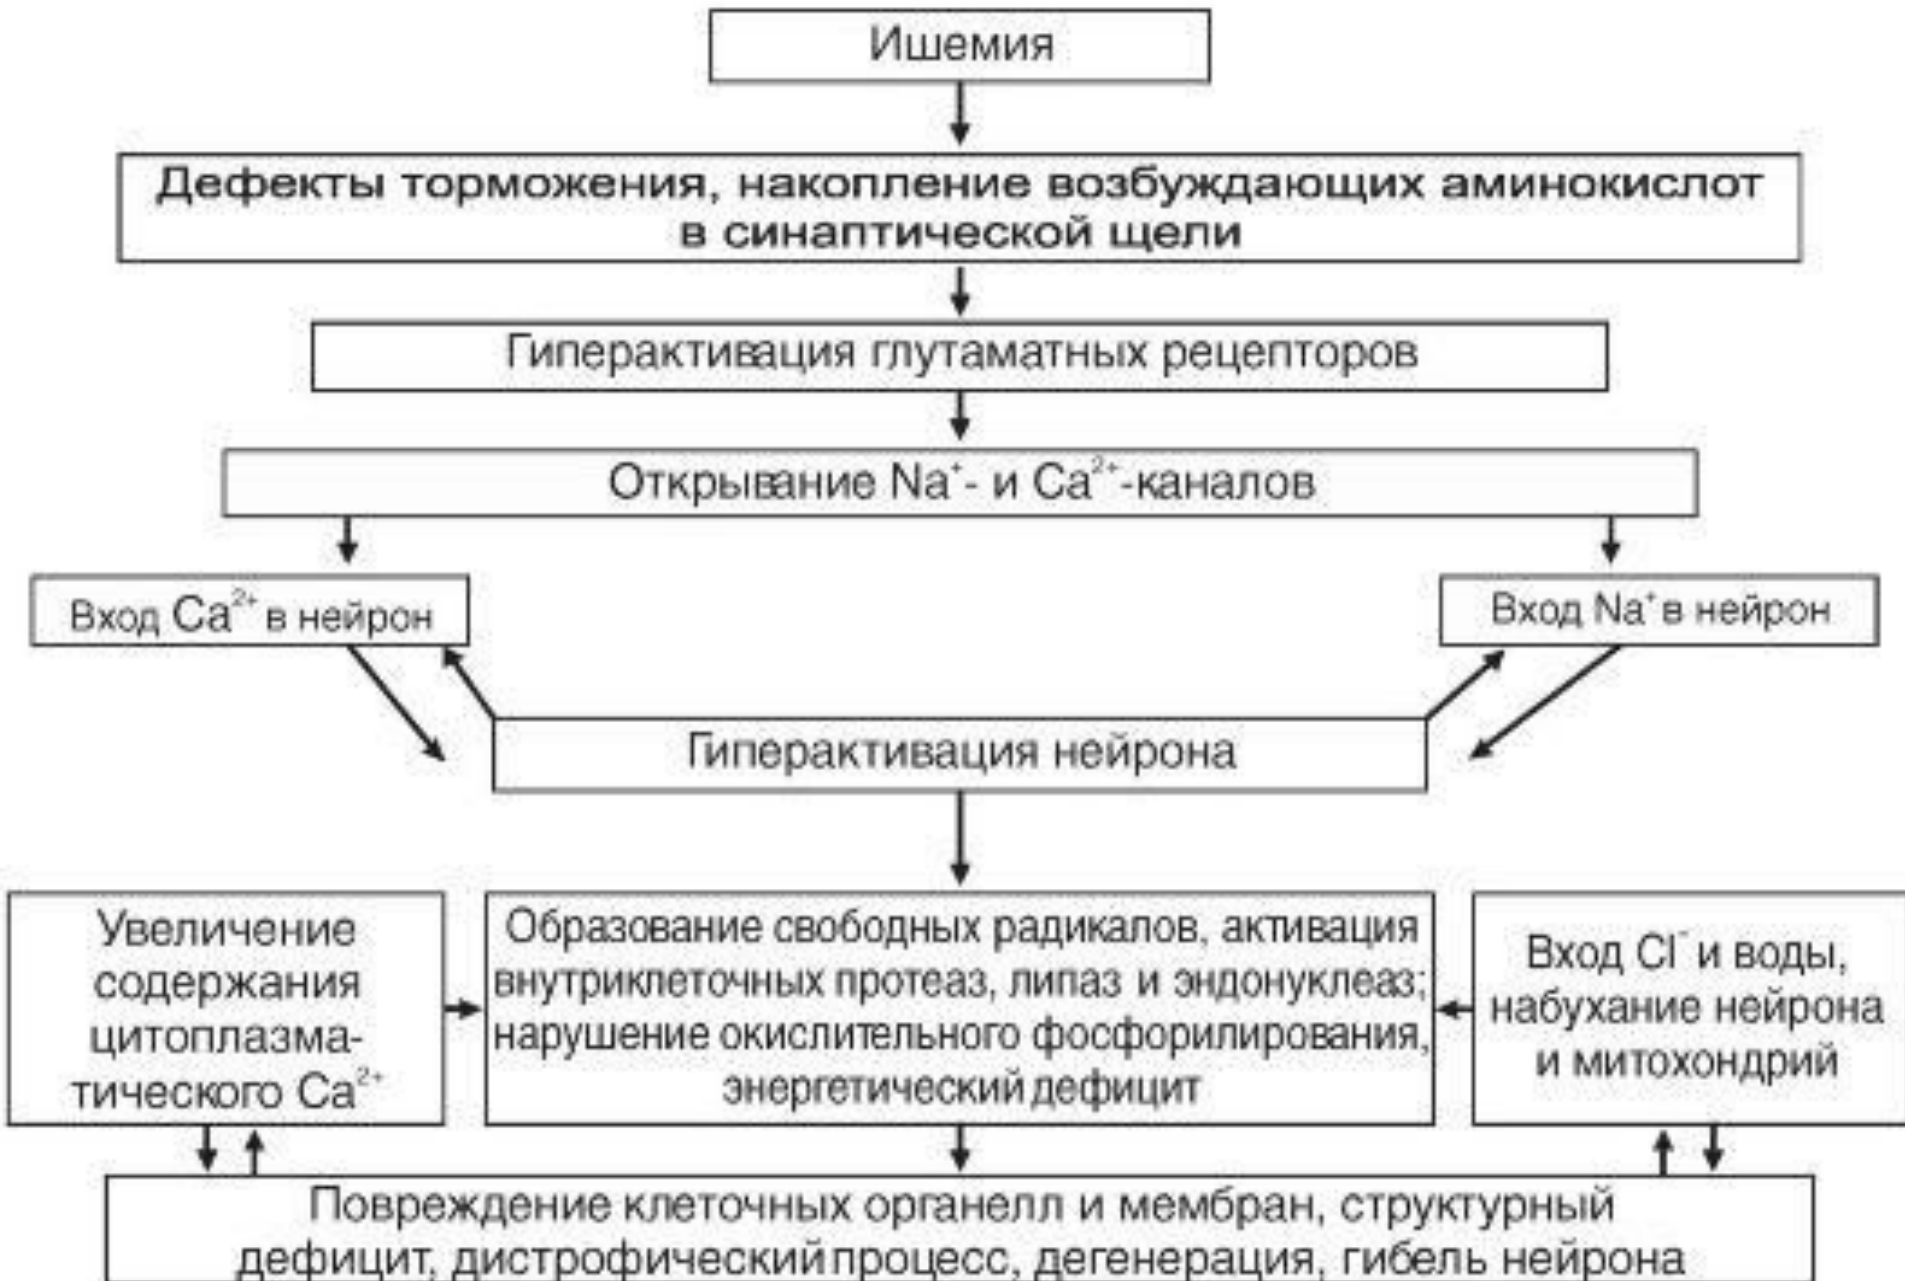 Ишемия
Дефекты торможения, накопление возбуждающих аминокислот
в синаптической щели
Гиперактивация глутаматных рецепторов
Открывание Na⁺- и Ca²⁺-каналов
Вход Ca²⁺ в нейрон
Вход Na⁺ в нейрон
Гиперактивация нейрона
Увеличение
содержания
цитоплазма-
тического Ca²⁺
Образование свободных радикалов, активация
внутриклеточных протеаз, липаз и эндонуклеаз;
нарушение окислительного фосфорилирования,
энергетический дефицит
Вход Cl⁻ и воды,
набухание нейрона
и митохондрий
Повреждение клеточных органелл и мембран, структурный
дефицит, дистрофический процесс, дегенерация, гибель нейрона